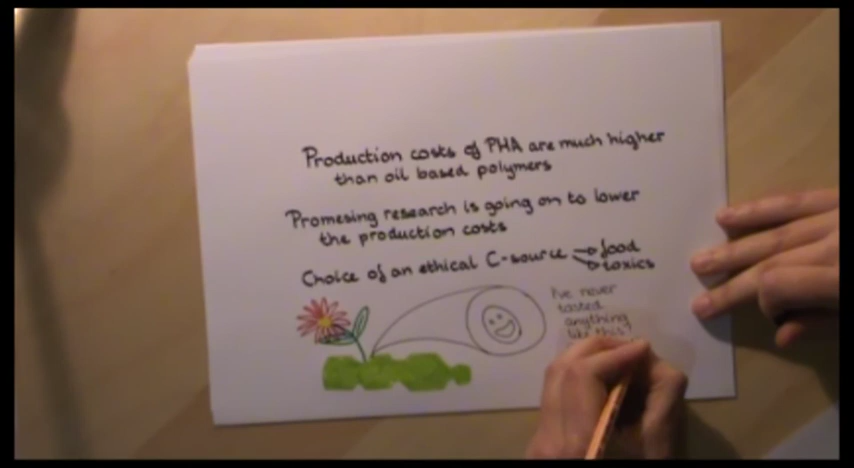 Production costs of PHA are much higher
than oil based polymers
Promesing research is going on to lower
the production costs
Choice of an ethical C-source → food
→ toxics
I've never
tasted
anything
like this!